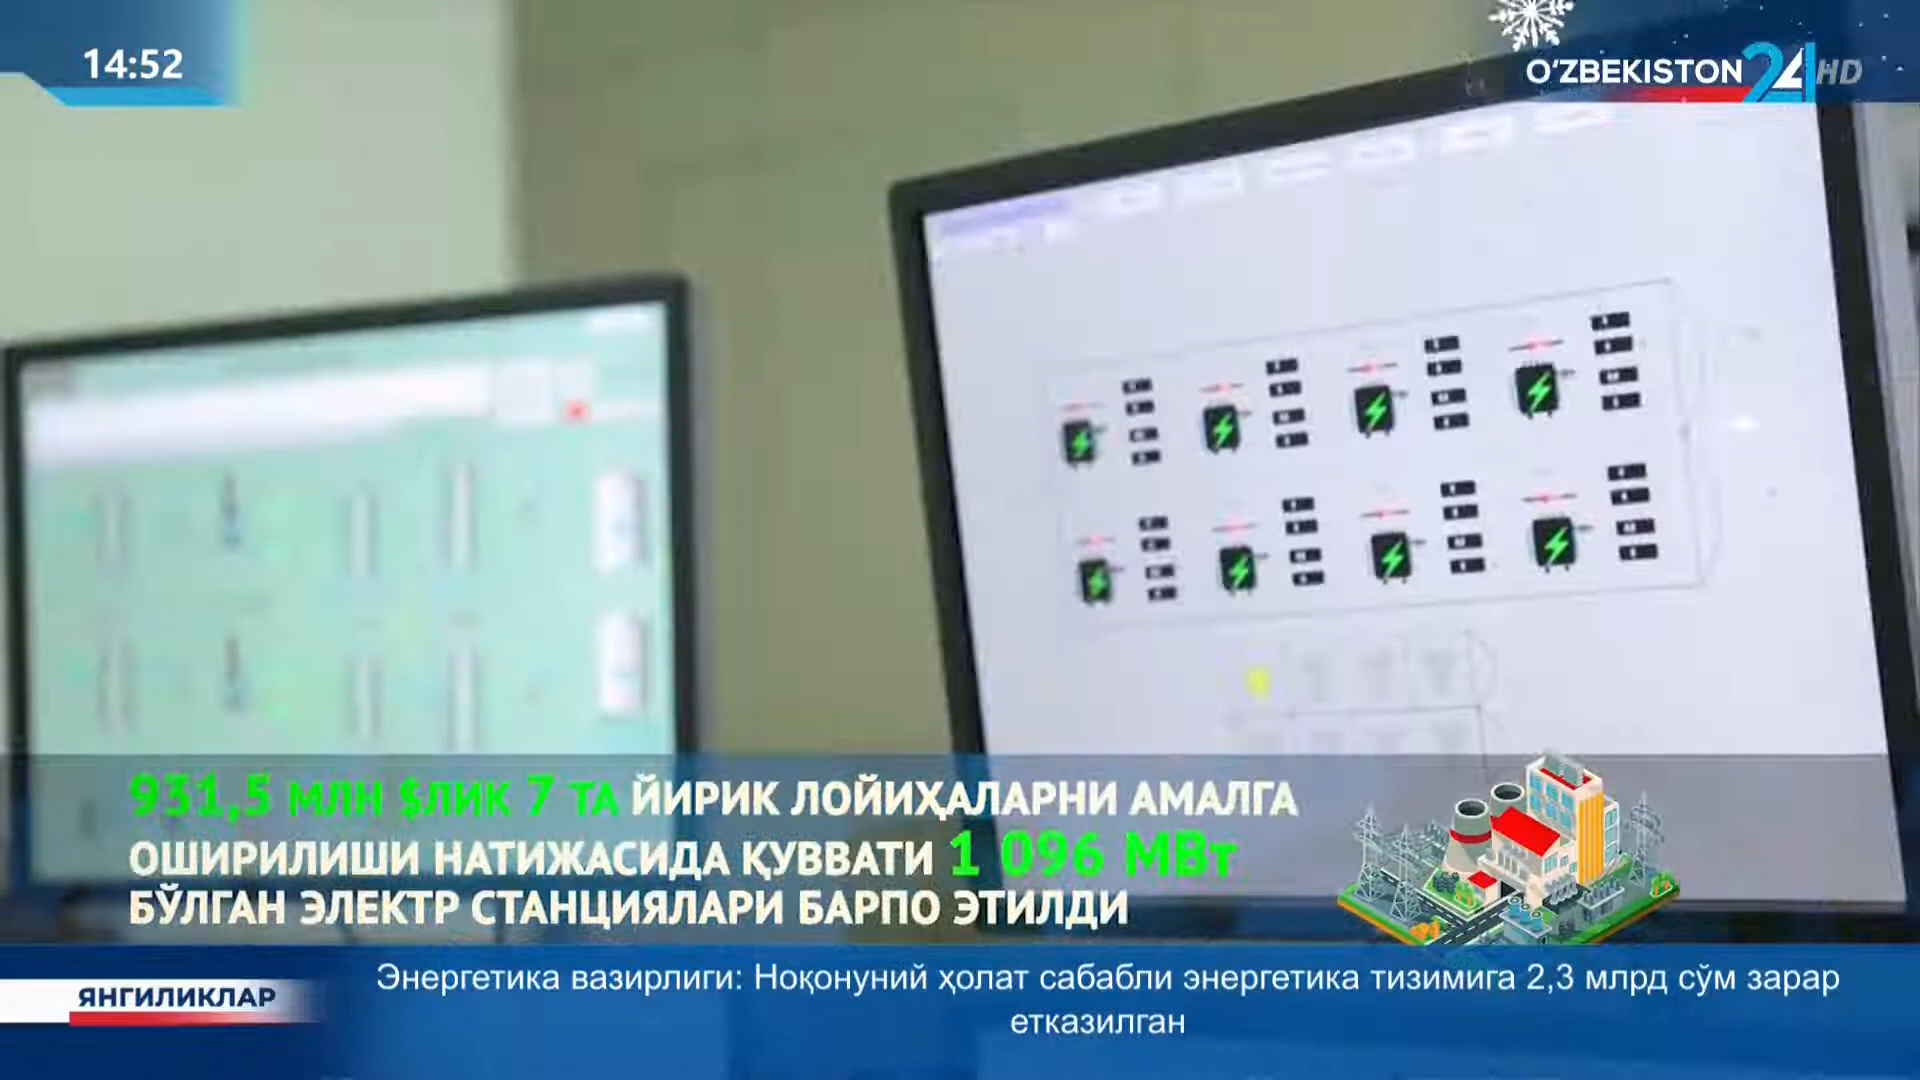 14:52
O‘ZBEKISTON 24 HD
931,5 МЛН $ЛИК 7 ТА ЙИРИК ЛОЙИҲАЛАРНИ АМАЛГА
ОШИРИЛИШИ НАТИЖАСИДА ҚУВВАТИ 1 096 МВт
БЎЛГАН ЭЛЕКТР СТАНЦИЯЛАРИ БАРПО ЭТИЛДИ
ЯНГИЛИКЛАР
Энергетика вазирлиги: Ноқонуний ҳолат сабабли энергетика тизимига 2,3 млрд сўм зарар
етказилган